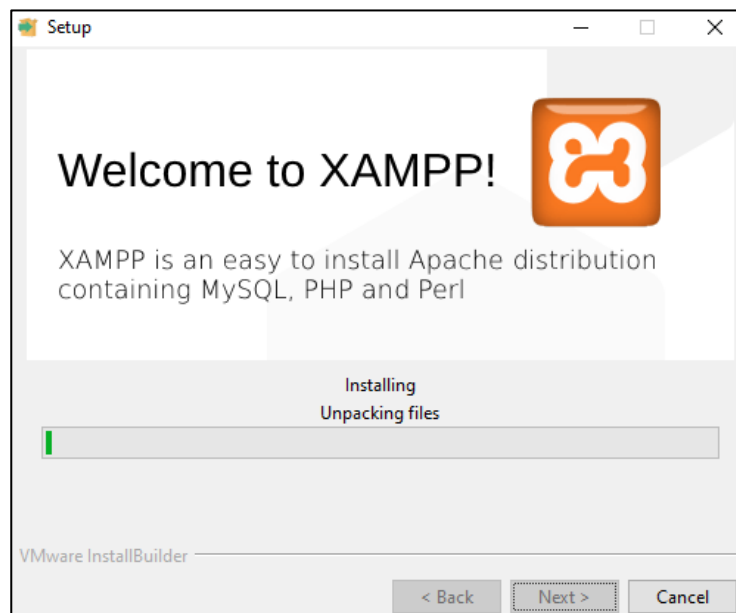 Setup
Welcome to XAMPP!
XAMPP is an easy to install Apache distribution
containing MySQL, PHP and Perl
Installing
Unpacking files
VMware InstallBuilder
< Back
Next >
Cancel